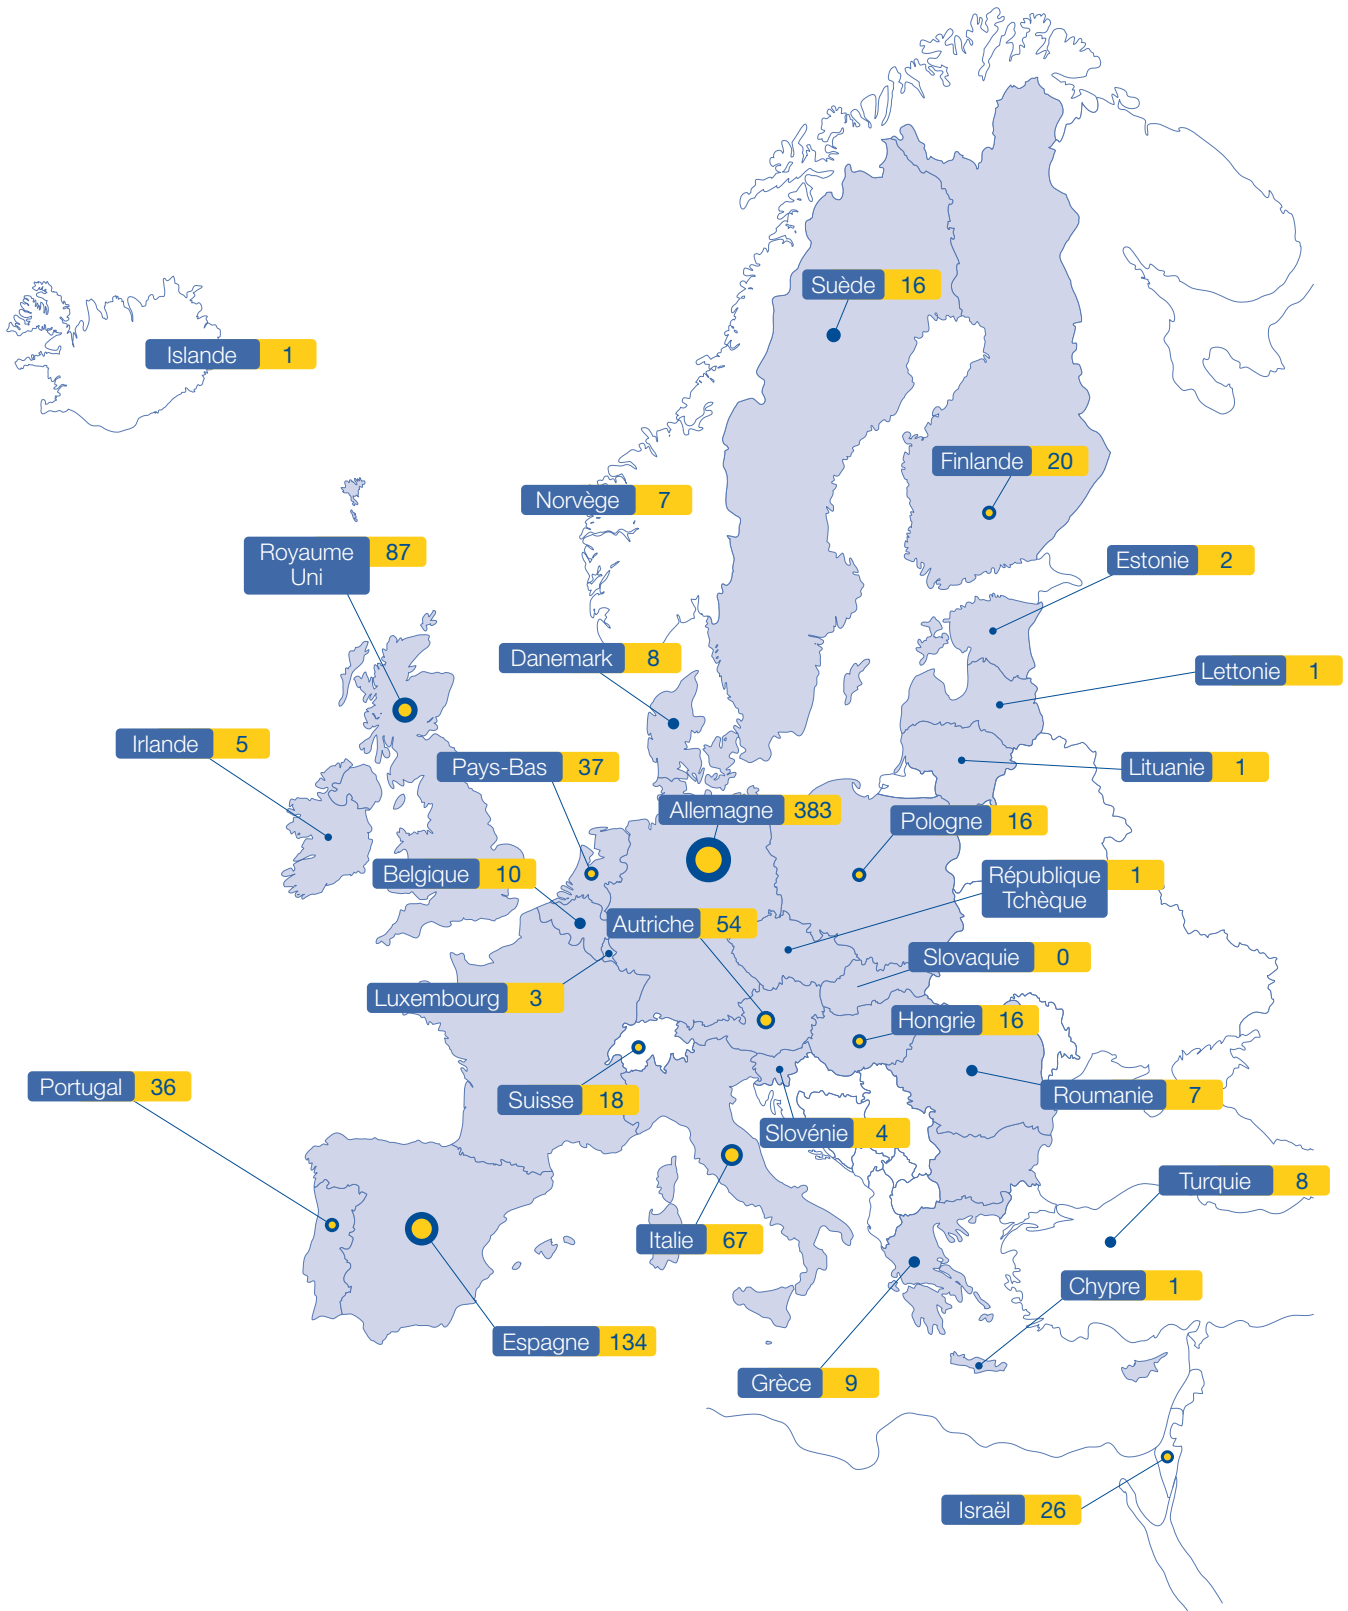 Suède 16
Islande 1
Finlande 20
Norvège 7
Royaume 87
Uni
Estonie 2
Danemark 8
Lettonie 1
Irlande 5
Pays-Bas 37
Lituanie 1
Allemagne 383
Pologne 16
Belgique 10
République 1
Tchèque
Autriche 54
Slovaquie 0
Luxembourg 3
Hongrie 16
Portugal 36
Suisse 18
Roumanie 7
Slovénie 4
Turquie 8
Italie 67
Chypre 1
Espagne 134
Grèce 9
Israël 26